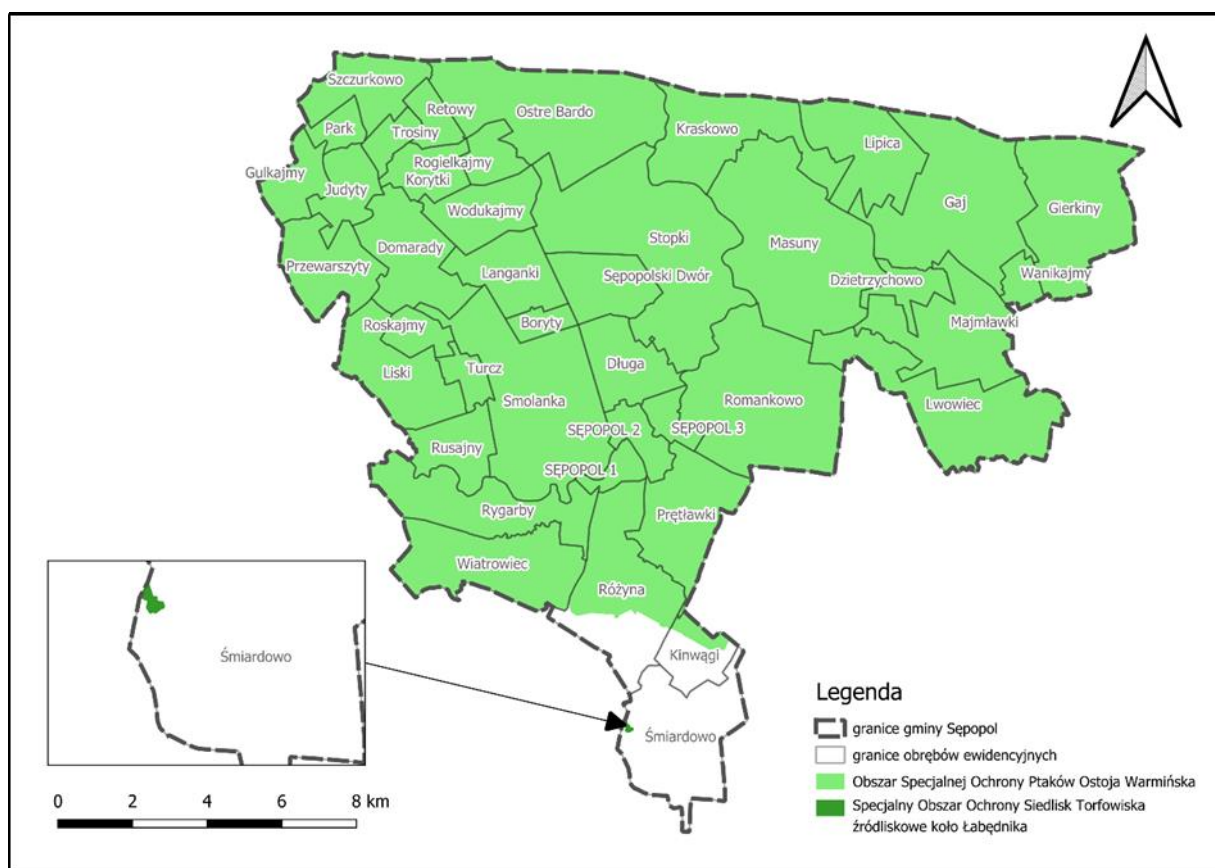 Szczurkowo
Retowy
Ostre Bardo
Park
Trosiny
Kraskowo
Lipica
Gulkajmy
Rogielkajmy
Korytki
Judyty
Wodukajmy
Gaj
Gierkiny
Domarady
Stopki
Masuny
Przewarszyty
Langanki
Sępopolski Dwór
Dzietrzychowo
Wanikajmy
Roskajmy
Boryty
Majmławki
Liski
Turcz
Długa
Smolanka
Romankowo
Lwowiec
SĘPOPOL 2
SĘPOPOL 3
Rusajny
SĘPOPOL 1
Rygarby
Prętławki
Wiatrowiec
Różyna
Kinwągi
Śmiardowo
Śmiardowo
Legenda
granice gminy Sępopol
granice obrębów ewidencyjnych
Obszar Specjalnej Ochrony Ptaków Ostoja Warmińska
Specjalny Obszar Ochrony Siedlisk Torfowiska
źródliskowe koło Łabędnika
0 2 4 6 8 km